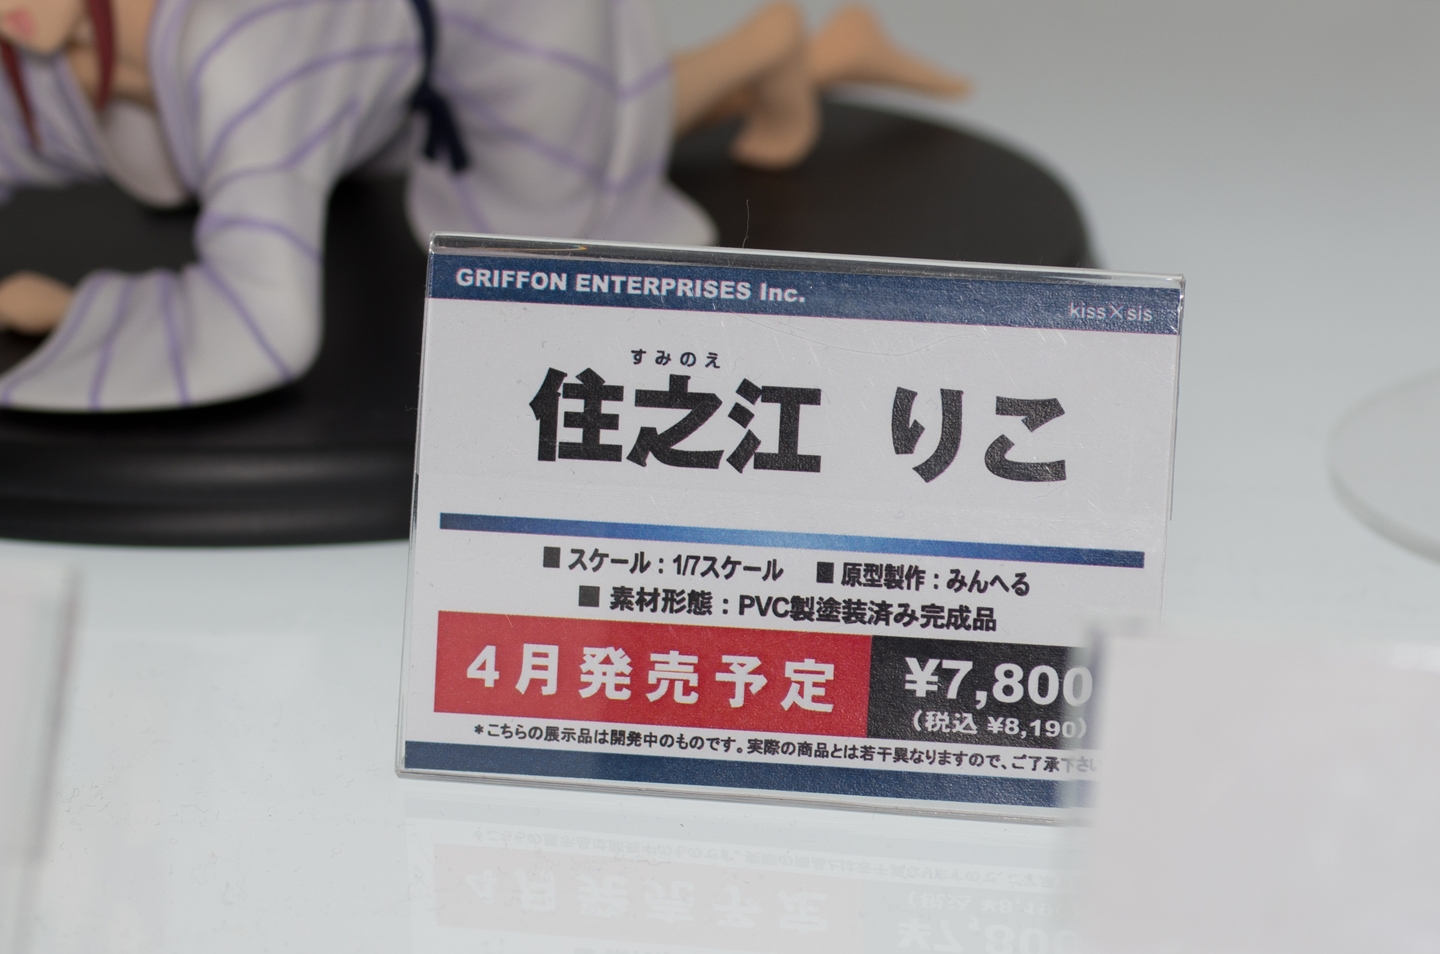 GRIFFON ENTERPRISES Inc.
kiss×sis
すみのえ
住之江 りこ
■ スケール：1/7スケール ■ 原型製作：みんへる
■ 素材形態：PVC製塗装済み完成品
4月発売予定
¥7,800
（税込 ¥8,190）
*こちらの展示品は開発中のものです。実際の商品とは若干異なりますので、ご了承下さい